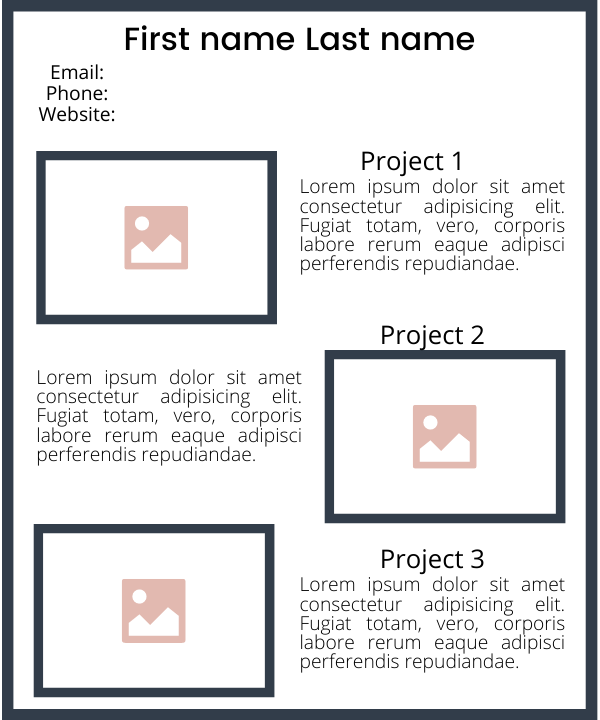 First name Last name
Email:
Phone:
Website:
Project 1
Lorem ipsum dolor sit amet
consectetur adipisicing elit.
Fugiat totam, vero, corporis
labore rerum eaque adipisci
perferendis repudiandae.
Project 2
Lorem ipsum dolor sit amet
consectetur adipisicing elit.
Fugiat totam, vero, corporis
labore rerum eaque adipisci
perferendis repudiandae.
Project 3
Lorem ipsum dolor sit amet
consectetur adipisicing elit.
Fugiat totam, vero, corporis
labore rerum eaque adipisci
perferendis repudiandae.